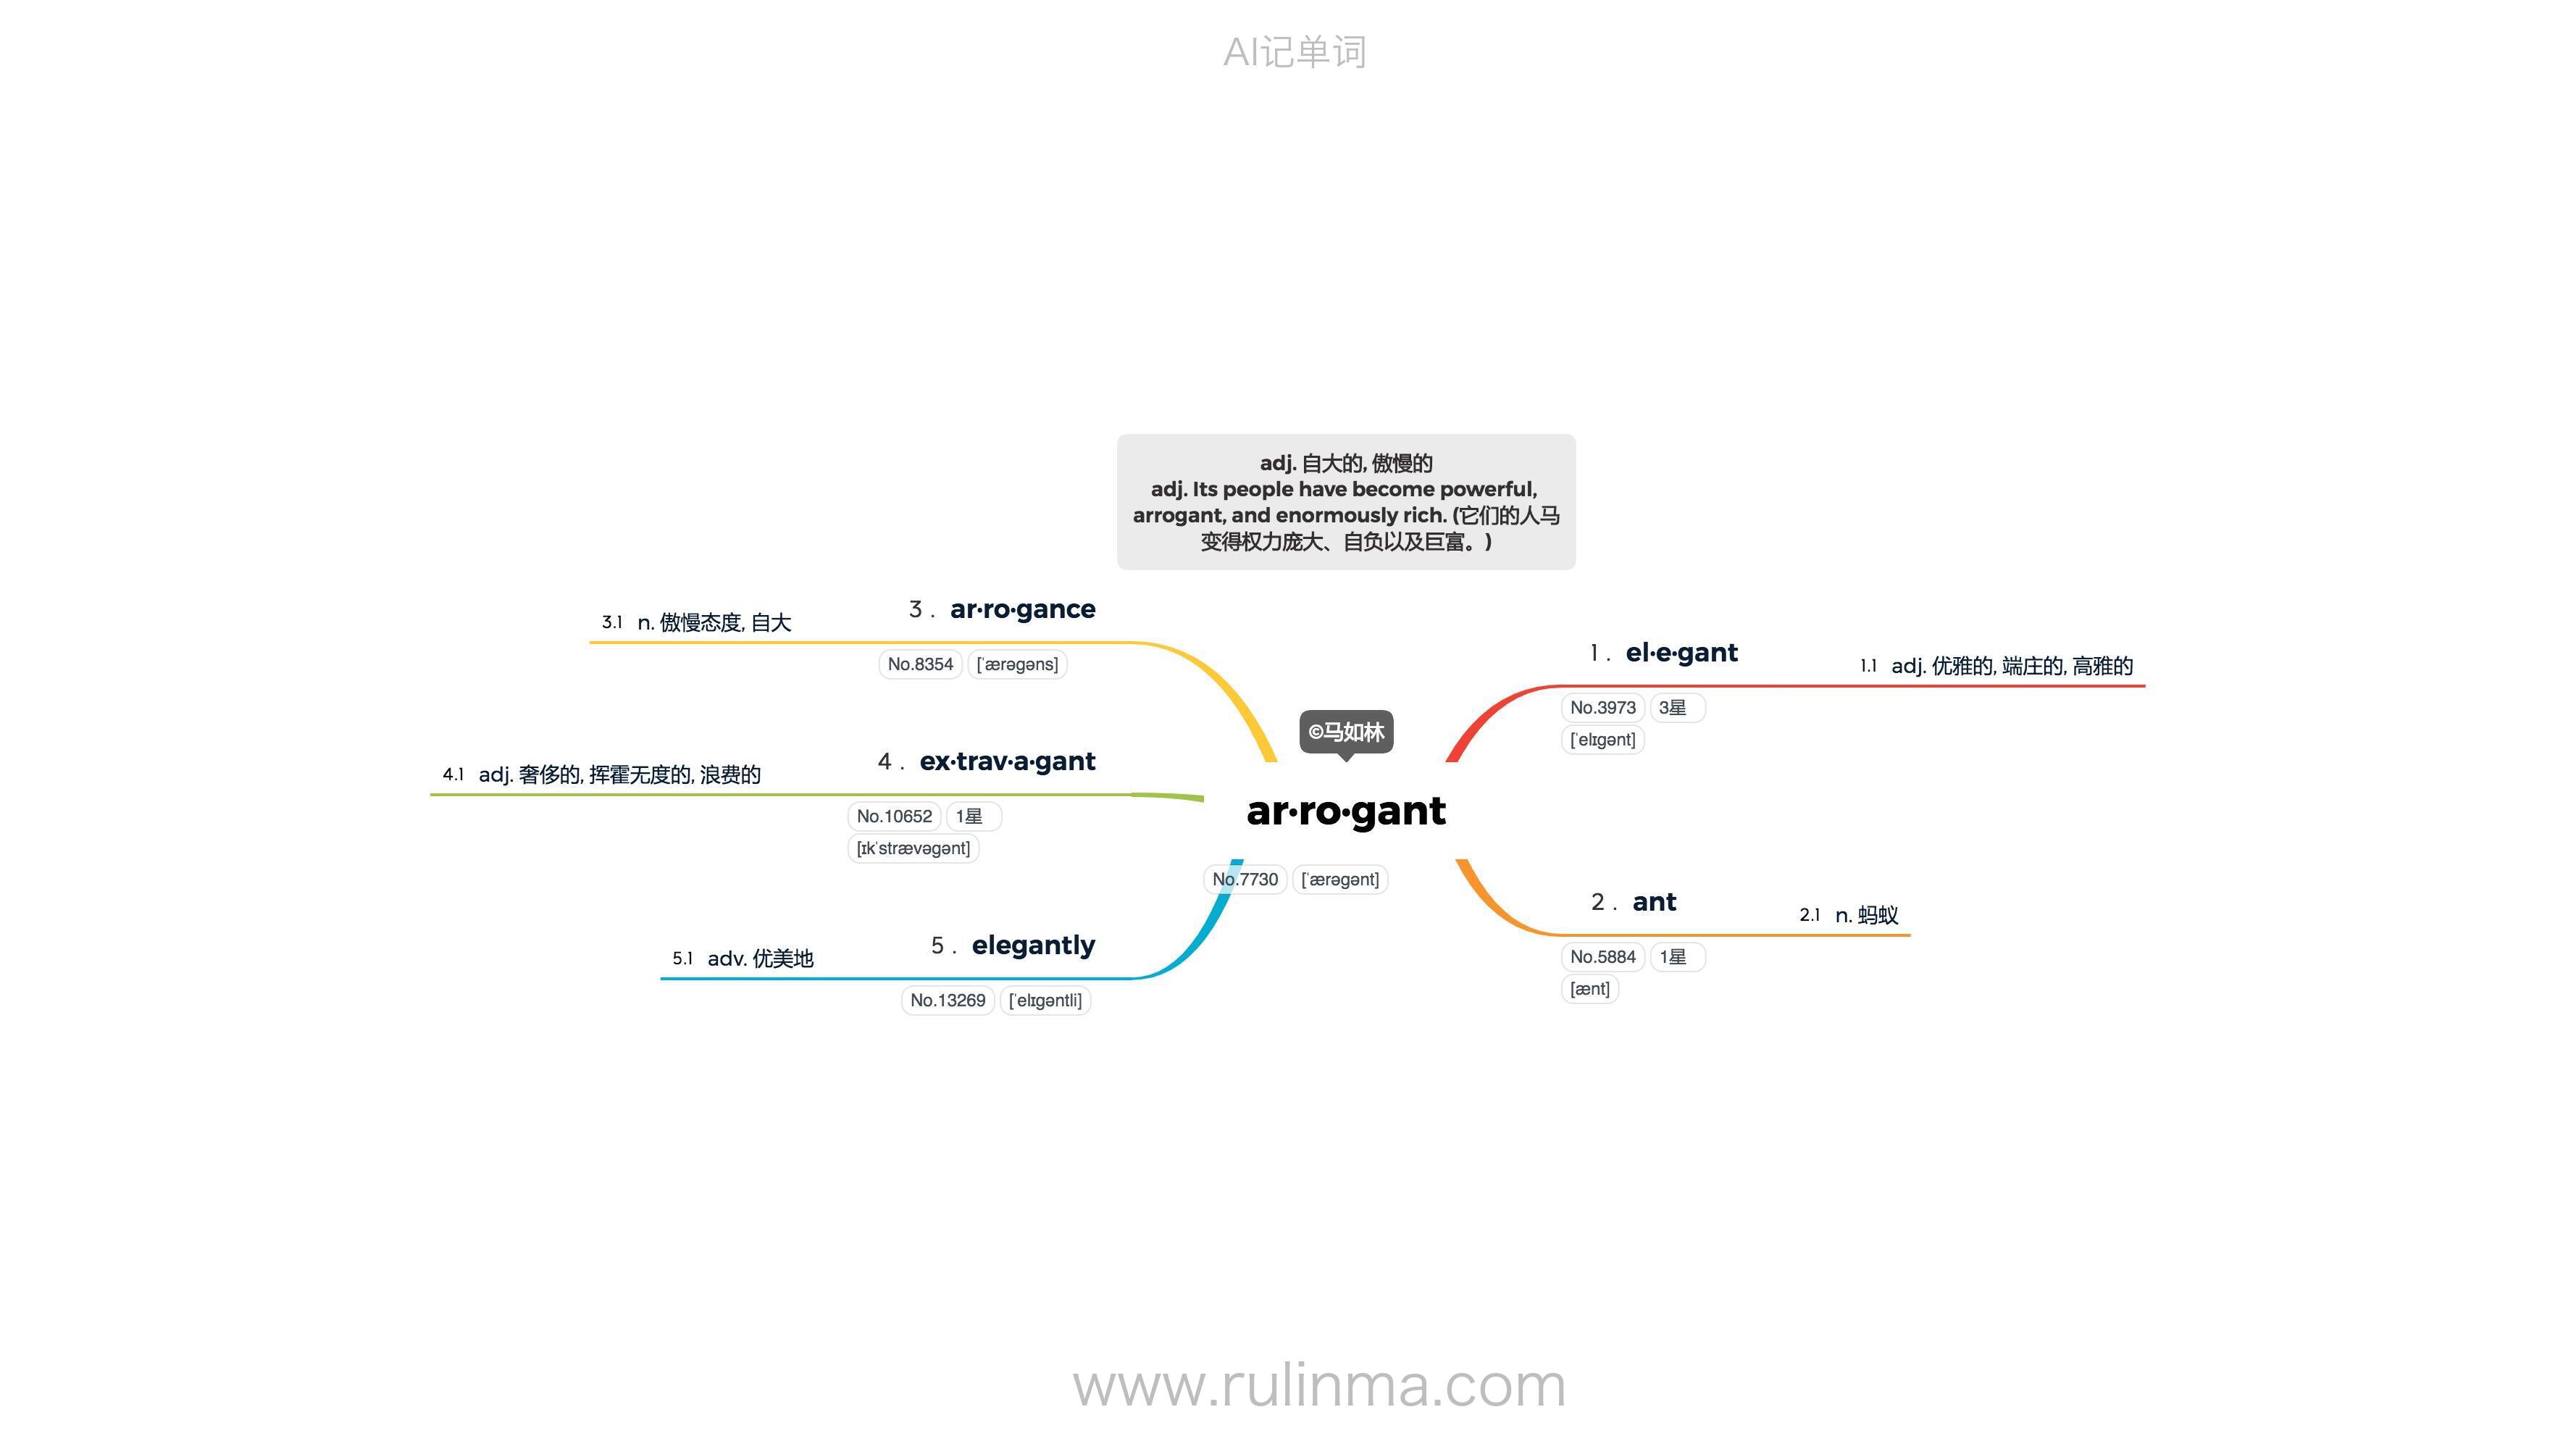 AI记单词
adj. 自大的, 傲慢的
adj. Its people have become powerful,
arrogant, and enormously rich. (它们的人马
变得权力庞大、自负以及巨富。)
©马如林
ar·ro·gant
No.7730 [ˈærəgənt]
1 . el·e·gant
No.3973 3星
[ˈelɪgənt]
1.1 adj. 优雅的, 端庄的, 高雅的
2 . ant
No.5884 1星
[ænt]
2.1 n. 蚂蚁
3 . ar·ro·gance
No.8354 [ˈærəgəns]
3.1 n. 傲慢态度, 自大
4 . ex·trav·a·gant
No.10652 1星
[ɪkˈstrævəgənt]
4.1 adj. 奢侈的, 挥霍无度的, 浪费的
5 . elegantly
No.13269 [ˈelɪgəntli]
5.1 adv. 优美地
www.rulinma.com